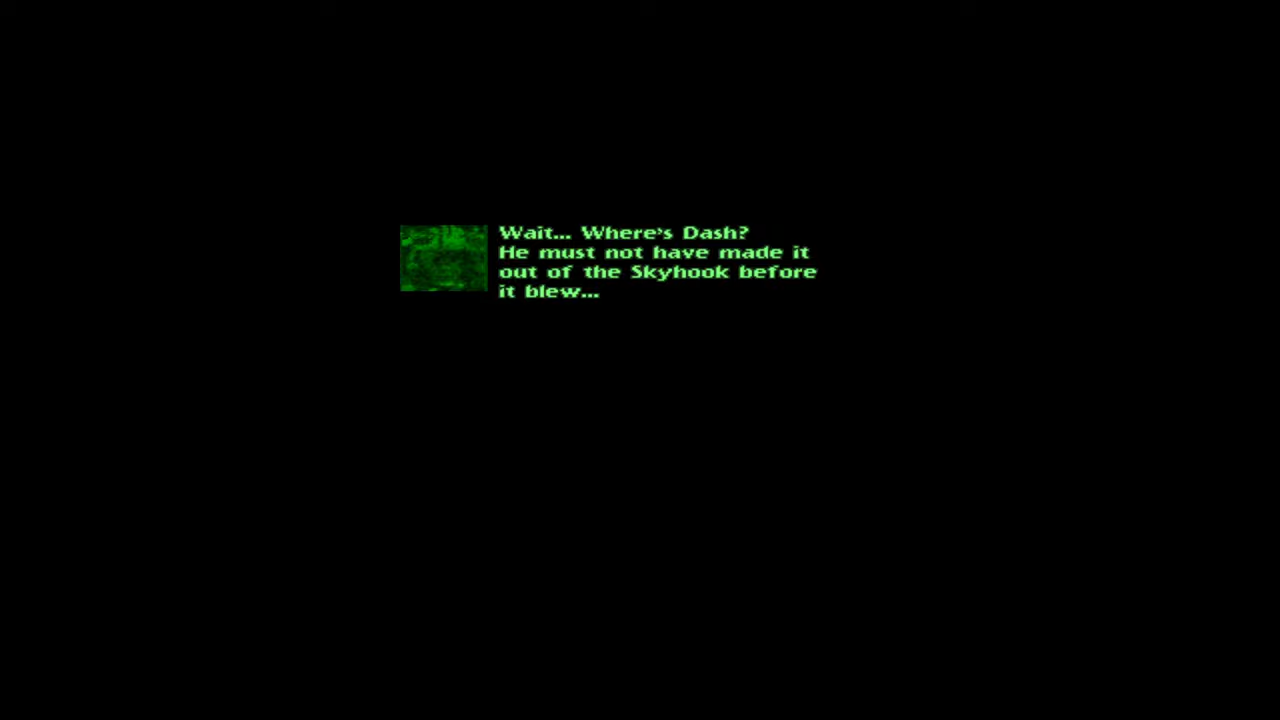 Wait... Where's Dash?
He must not have made it
out of the Skyhook before
it blew...